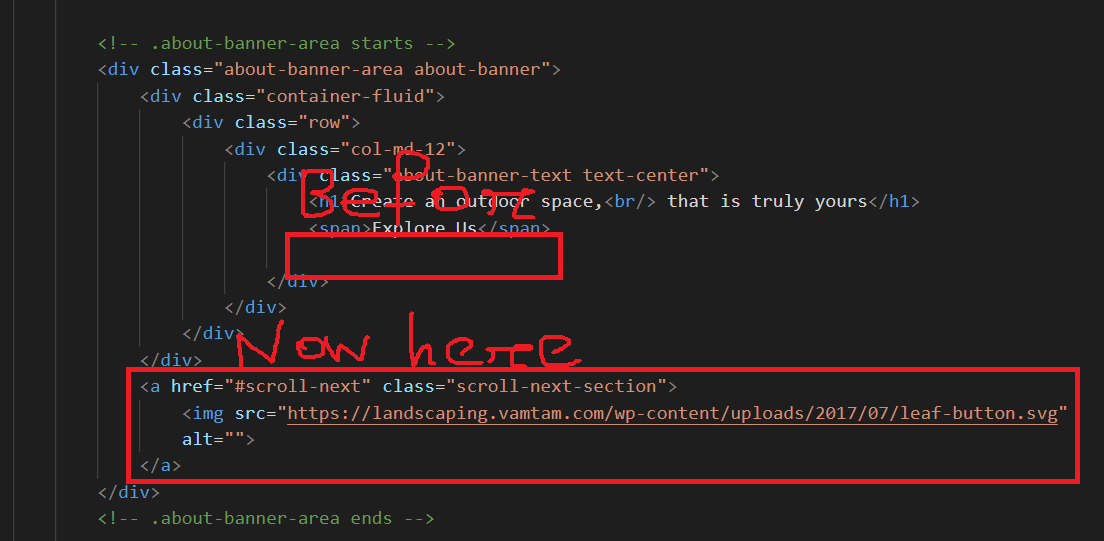 <!-- .about-banner-area starts -->
<div class="about-banner-area about-banner">
<div class="container-fluid">
<div class="row">
<div class="col-md-12">
<div class="about-banner-text text-center">
Before
<h1>Create an outdoor space,<br/> that is truly yours</h1>
<span>Explore Us</span>
</div>
</div>
</div>
Now here
</div>
<a href="#scroll-next" class="scroll-next-section">
<img src="https://landscaping.vamtam.com/wp-content/uploads/2017/07/leaf-button.svg"
alt="">
</a>
</div>
<!-- .about-banner-area ends -->